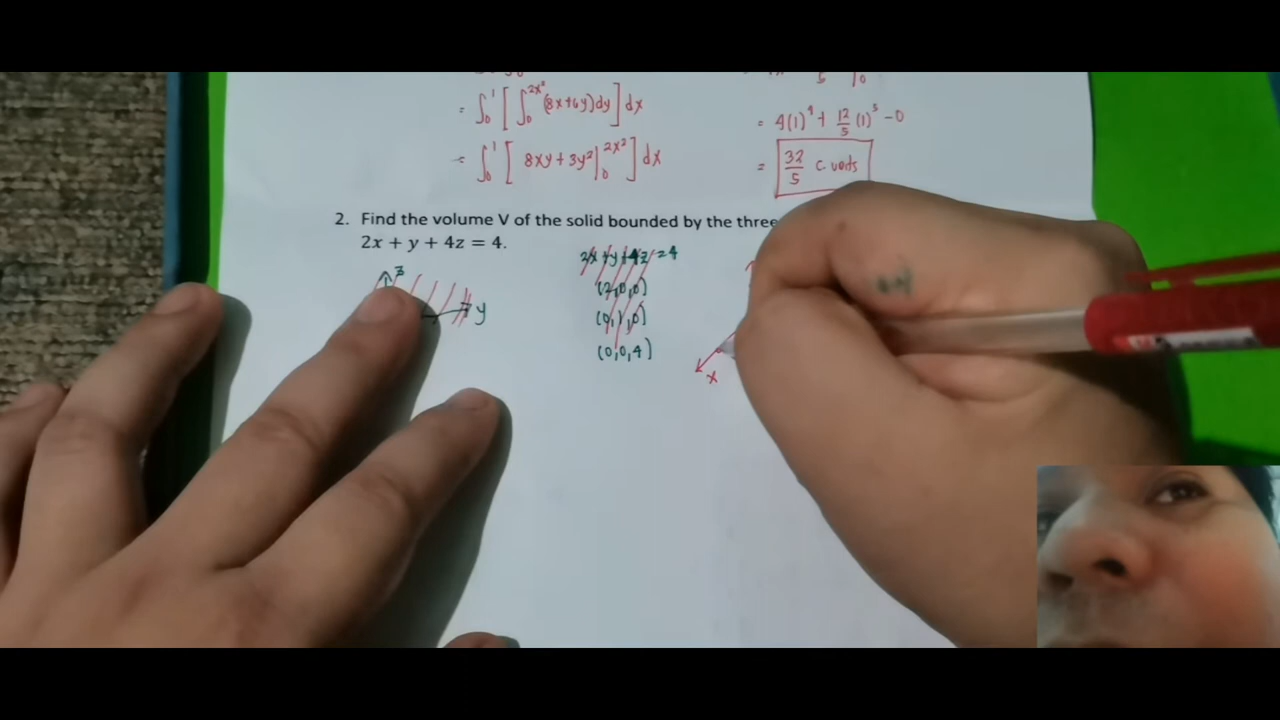 = ∫₀¹ [ ∫₀^{2x²} (8x+6y)dy ] dx
= ∫₀¹ [ 8xy + 3y² |₀^{2x²} ] dx
= 4(1)⁴ + 12/5 (1)⁵ - 0
= 32/5 c. units
2. Find the volume V of the solid bounded by the three
2x + y + 4z = 4.
z
y
2x + y + 4z = 4
(2,0,0)
(0,1,0)
(0,0,4)
x